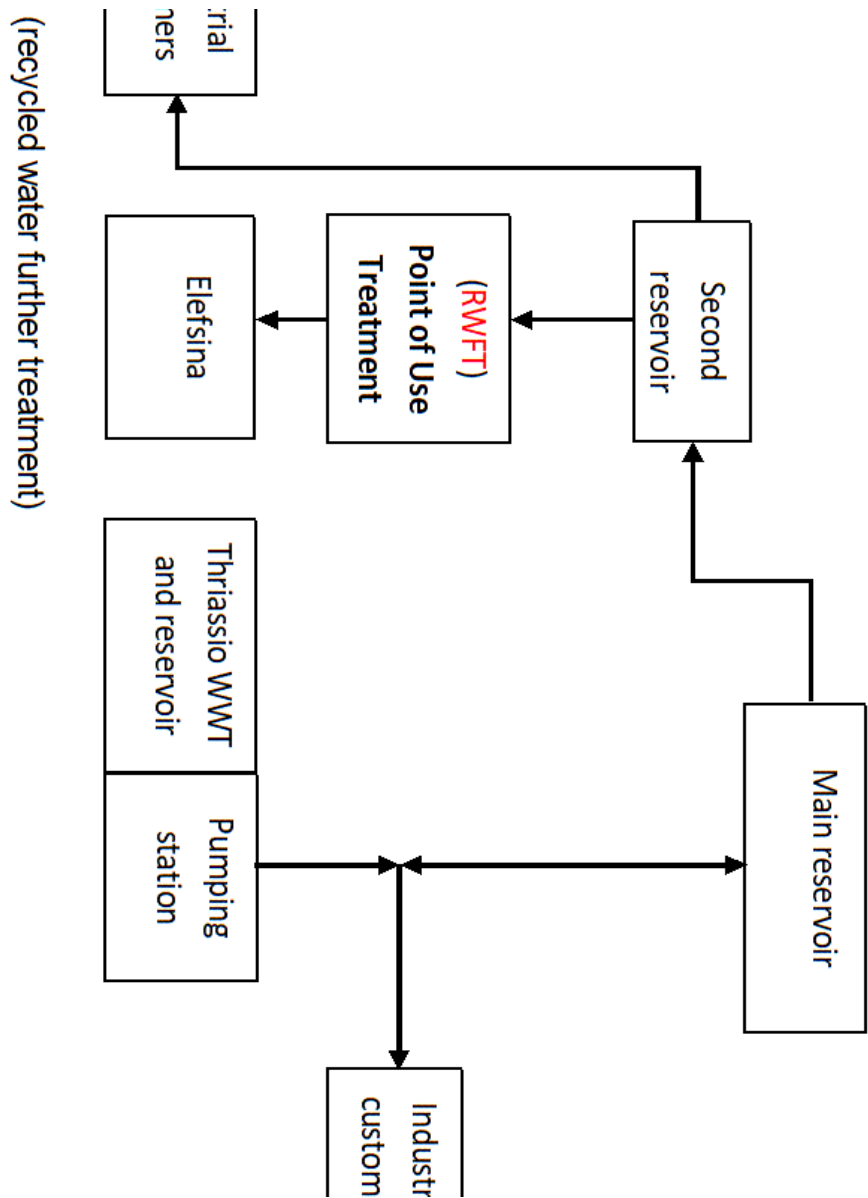 Main reservoir
Second
reservoir
(RWFT)
Point of Use
Treatment
Industr
custom
rial
Elefsina
Thriassio WWT
and reservoir
Pumping
station
(recycled water further treatment)